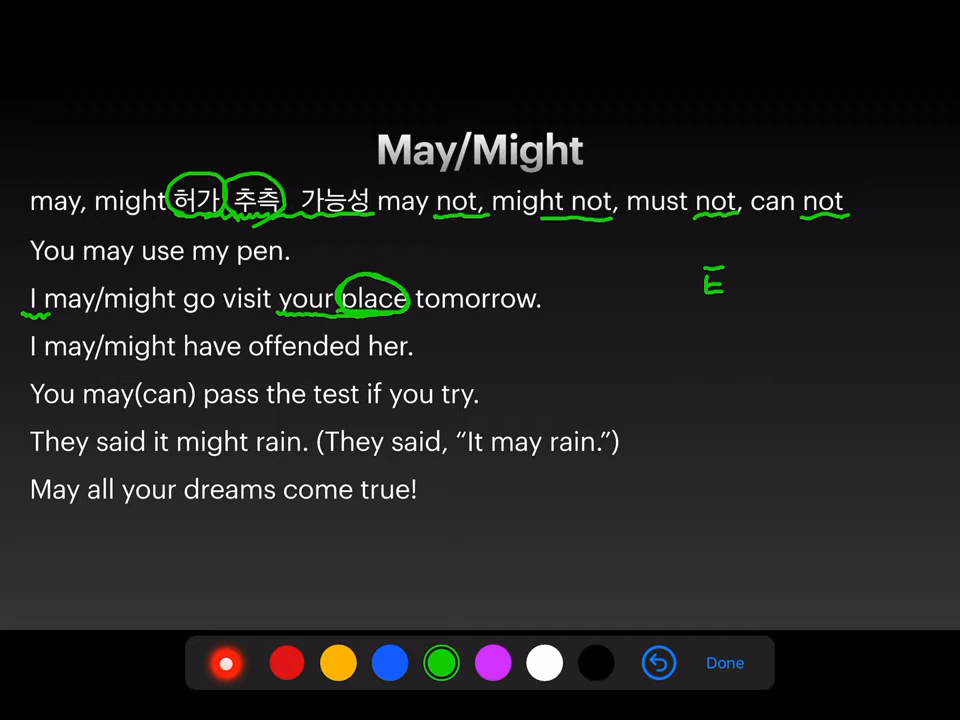 May/Might
may, might 허가 추측 가능성 may not, might not, must not, can not
You may use my pen.
I may/might go visit your place tomorrow.
I may/might have offended her.
You may(can) pass the test if you try.
They said it might rain. (They said, “It may rain.”)
May all your dreams come true!
Done